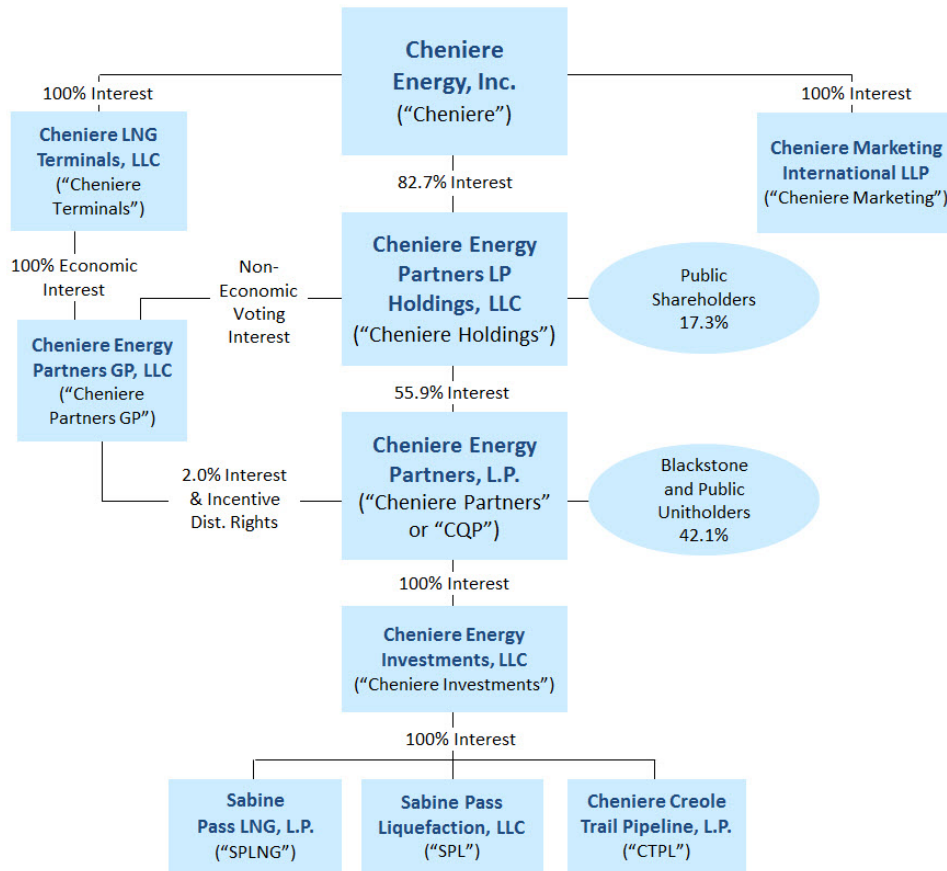 Cheniere
Energy, Inc.
(“Cheniere”)
100% Interest
100% Interest
Cheniere LNG
Terminals, LLC
(“Cheniere
Terminals”)
Cheniere Marketing
International LLP
(“Cheniere Marketing”)
82.7% Interest
100% Economic
Interest
Non-
Economic
Voting
Interest
Cheniere Energy
Partners LP
Holdings, LLC
(“Cheniere Holdings”)
Public
Shareholders
17.3%
Cheniere Energy
Partners GP, LLC
(“Cheniere
Partners GP”)
55.9% Interest
2.0% Interest
& Incentive
Dist. Rights
Cheniere Energy
Partners, L.P.
(“Cheniere Partners”
or “CQP”)
Blackstone
and Public
Unitholders
42.1%
100% Interest
Cheniere Energy
Investments, LLC
(“Cheniere Investments”)
100% Interest
Sabine
Pass LNG, L.P.
(“SPLNG”)
Sabine Pass
Liquefaction, LLC
(“SPL”)
Cheniere Creole
Trail Pipeline, L.P.
(“CTPL”)